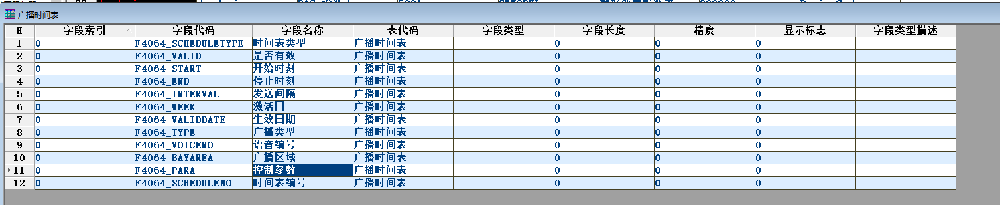 广播时间表
H 字段索引 字段代码 字段名称 表代码 字段类型 字段长度 精度 显示标志 字段类型描述
1 0 F4064_SCHEDULETYPE 时间表类型 广播时间表 0 0 0
2 0 F4064_VALID 是否有效 广播时间表 0 0 0
3 0 F4064_START 开始时刻 广播时间表 0 0 0
4 0 F4064_END 停止时刻 广播时间表 0 0 0
5 0 F4064_INTERVAL 发送间隔 广播时间表 0 0 0
6 0 F4064_WEEK 激活日 广播时间表 0 0 0
7 0 F4064_VALIDDATE 生效日期 广播时间表 0 0 0
8 0 F4064_TYPE 广播类型 广播时间表 0 0 0
9 0 F4064_VOICENO 语音编号 广播时间表 0 0 0
10 0 F4064_BAYAREA 广播区域 广播时间表 0 0 0
11 0 F4064_PARA 控制参数 广播时间表 0 0 0
12 0 F4064_SCHEDULENO 时间表编号 广播时间表 0 0 0